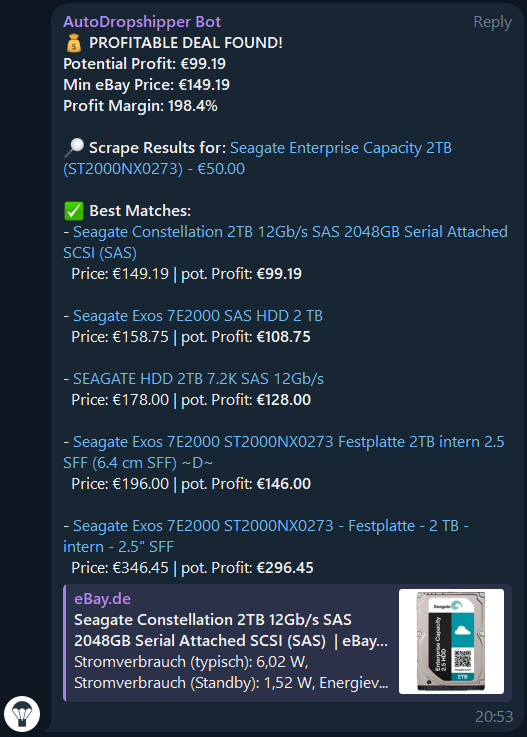 AutoDropshipper Bot Reply
💰 PROFITABLE DEAL FOUND!
Potential Profit: €99.19
Min eBay Price: €149.19
Profit Margin: 198.4%
🔎 Scrape Results for: Seagate Enterprise Capacity 2TB
(ST2000NX0273) - €50.00
✅ Best Matches:
- Seagate Constellation 2TB 12Gb/s SAS 2048GB Serial Attached
SCSI (SAS)
Price: €149.19 | pot. Profit: €99.19
- Seagate Exos 7E2000 SAS HDD 2 TB
Price: €158.75 | pot. Profit: €108.75
- SEAGATE HDD 2TB 7.2K SAS 12Gb/s
Price: €178.00 | pot. Profit: €128.00
- Seagate Exos 7E2000 ST2000NX0273 Festplatte 2TB intern 2.5
SFF (6.4 cm SFF) ~D~
Price: €196.00 | pot. Profit: €146.00
- Seagate Exos 7E2000 ST2000NX0273 - Festplatte - 2 TB -
intern - 2.5" SFF
Price: €346.45 | pot. Profit: €296.45
eBay.de
Seagate Constellation 2TB 12Gb/s SAS
2048GB Serial Attached SCSI (SAS) | eBay...
Stromverbrauch (typisch): 6,02 W,
Stromverbrauch (Standby): 1,52 W, Energiev...
Seagate
Enterprise Capacity
2.5 HDD
2TB
20:53